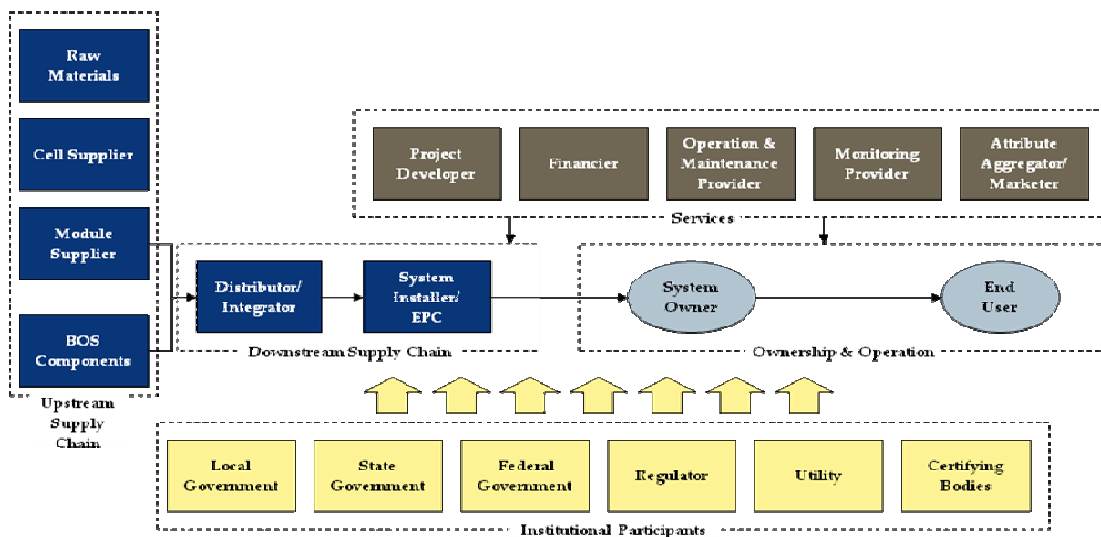 Raw
Materials
Cell Supplier
Module
Supplier
BOS
Components
Upstream
Supply
Chain
Project
Developer
Financier
Operation &
Maintenance
Provider
Monitoring
Provider
Attribute
Aggregator/
Marketer
Services
Distributor/
Integrator
System
Installer/
EPC
Downstream Supply Chain
System
Owner
End
User
Ownership & Operation
Local
Government
State
Government
Federal
Government
Regulator
Utility
Certifying
Bodies
Institutional Participants